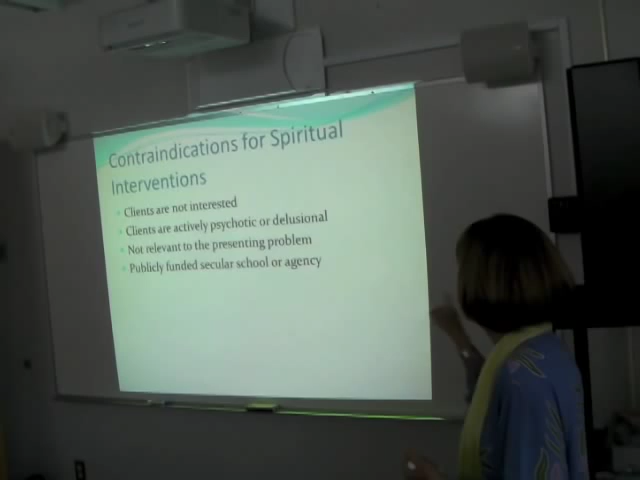 Contraindications for Spiritual
Interventions
Clients are not interested
Clients are actively psychotic or delusional
Not relevant to the presenting problem
Publicly funded secular school or agency